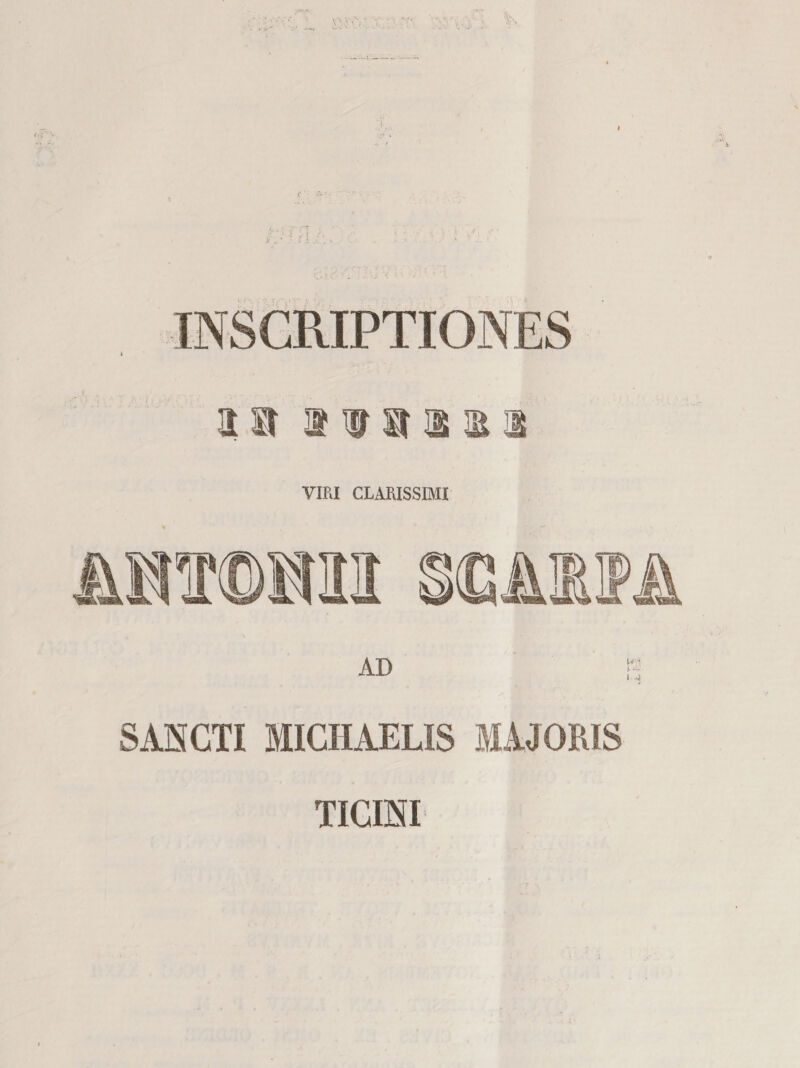 INSCRIPTIONES
IN FUNERE
VIRI CLARISSIMI
ANTONII SCARPA
AD
SANCTI MICHAELIS MAJORIS
TICINI